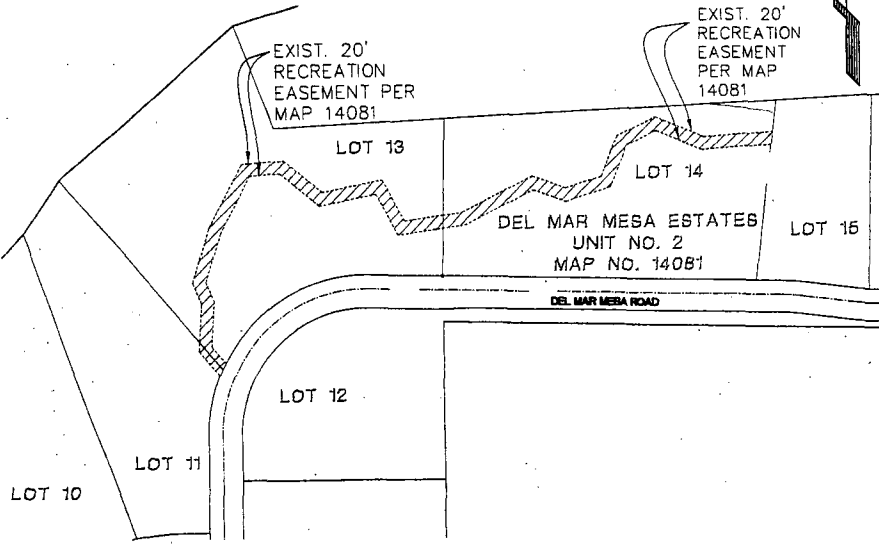 EXIST. 20'
RECREATION
EASEMENT PER
MAP 14081
EXIST. 20'
RECREATION
EASEMENT
PER MAP
14081
LOT 13
LOT 14
DEL MAR MESA ESTATES
UNIT NO. 2
MAP NO. 14081
LOT 15
DEL MAR MESA ROAD
LOT 12
LOT 11
LOT 10